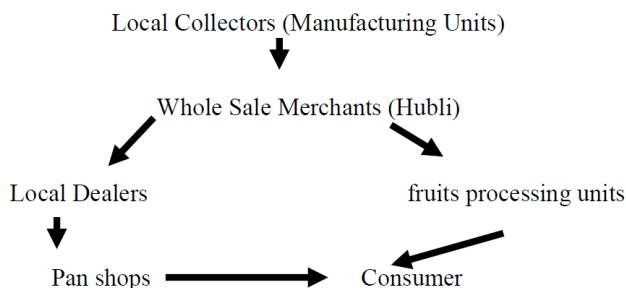 Local Collectors (Manufacturing Units)
Whole Sale Merchants (Hubli)
Local Dealers
fruits processing units
Pan shops
Consumer